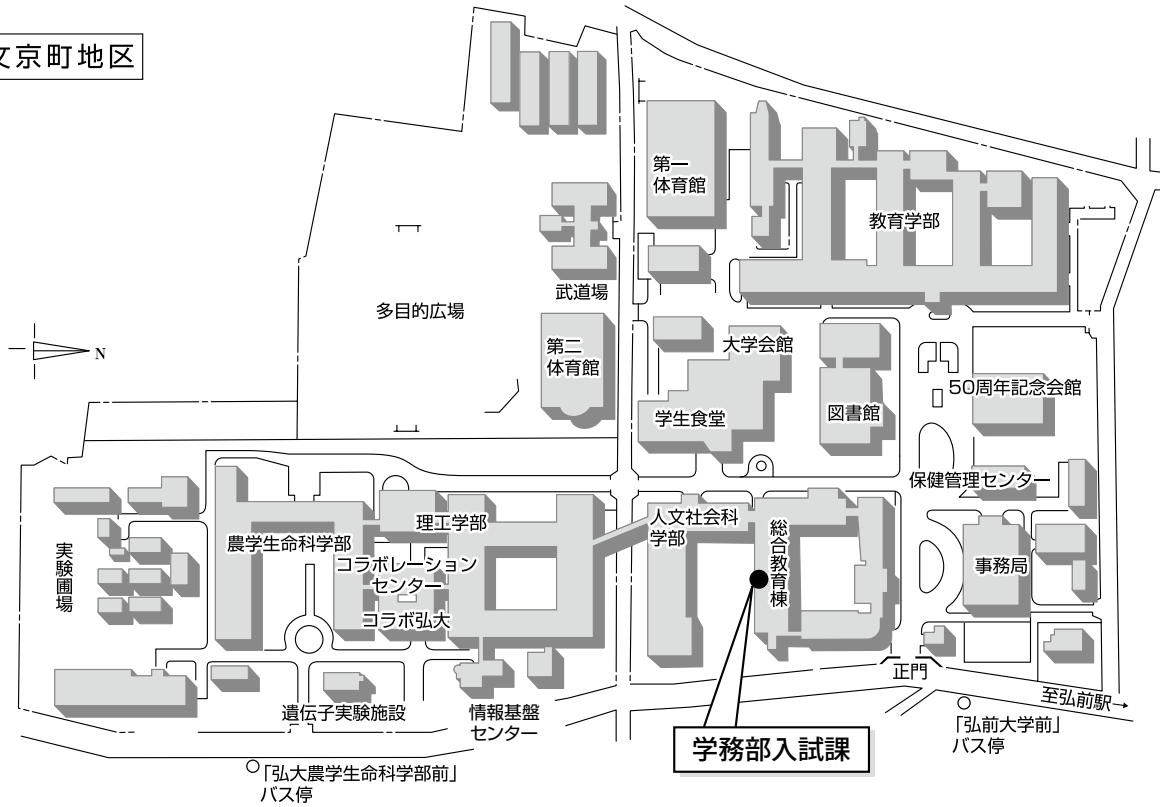 文京町地区
第一
体育館
教育学部
武道場
多目的広場
N
第二
体育館
大学会館
50周年記念会館
図書館
学生食堂
保健管理センター
理工学部
人文社会科
学部
総合教育棟
農学生命科学部
実験圃場
コラボレーション
センター
事務局
コラボ弘大
正門
至弘前駅→
遺伝子実験施設
情報基盤
センター
「弘前大学前」
バス停
学務部入試課
「弘大農学生命科学部前」
バス停